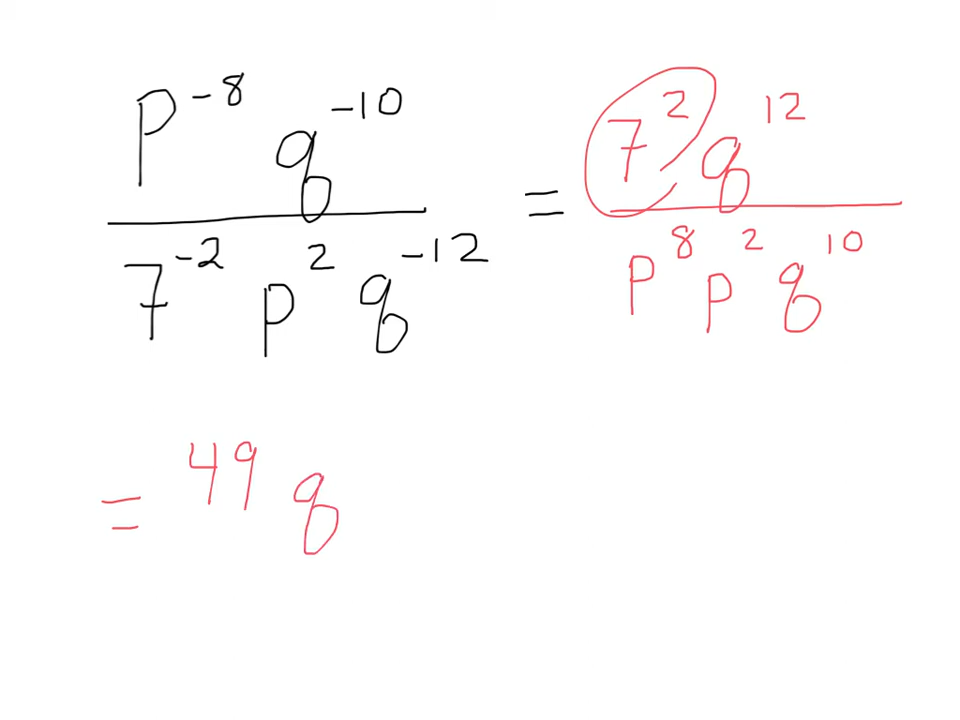 p^-8 q^-10 / 7^-2 p^2 q^-12 = 7^2 q^12 / p^8 p^2 q^10
= 49 q